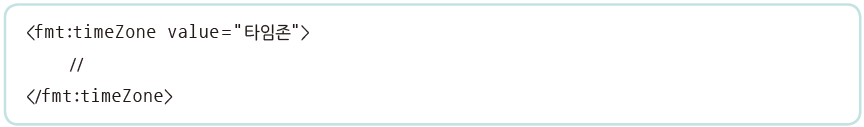 <fmt:timeZone value="타임존">
//
</fmt:timeZone>